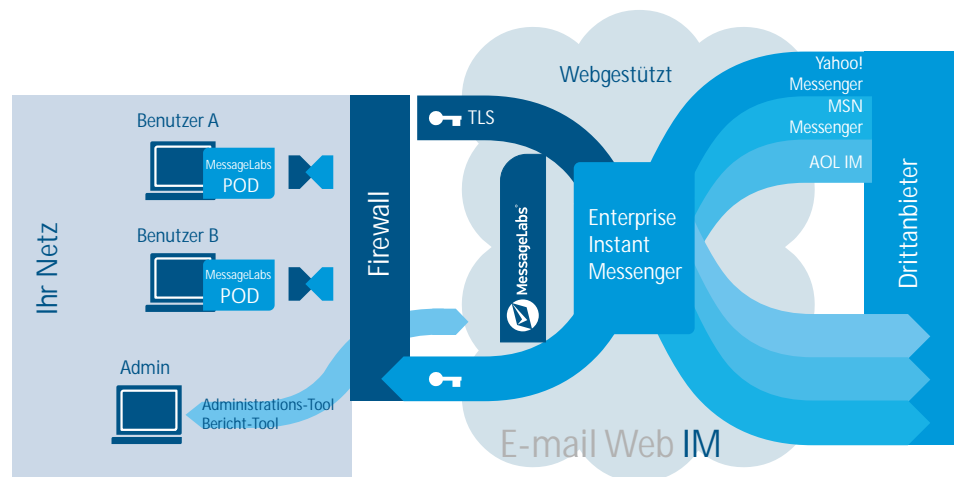 Webgestützt
Yahoo!
Messenger
MSN
Messenger
AOL IM
TLS
Benutzer A
MessageLabs
POD
Benutzer B
MessageLabs
POD
Ihr Netz
Firewall
MessageLabs
Enterprise
Instant
Messenger
Drittanbieter
Admin
Administrations-Tool
Bericht-Tool
E-mail Web IM